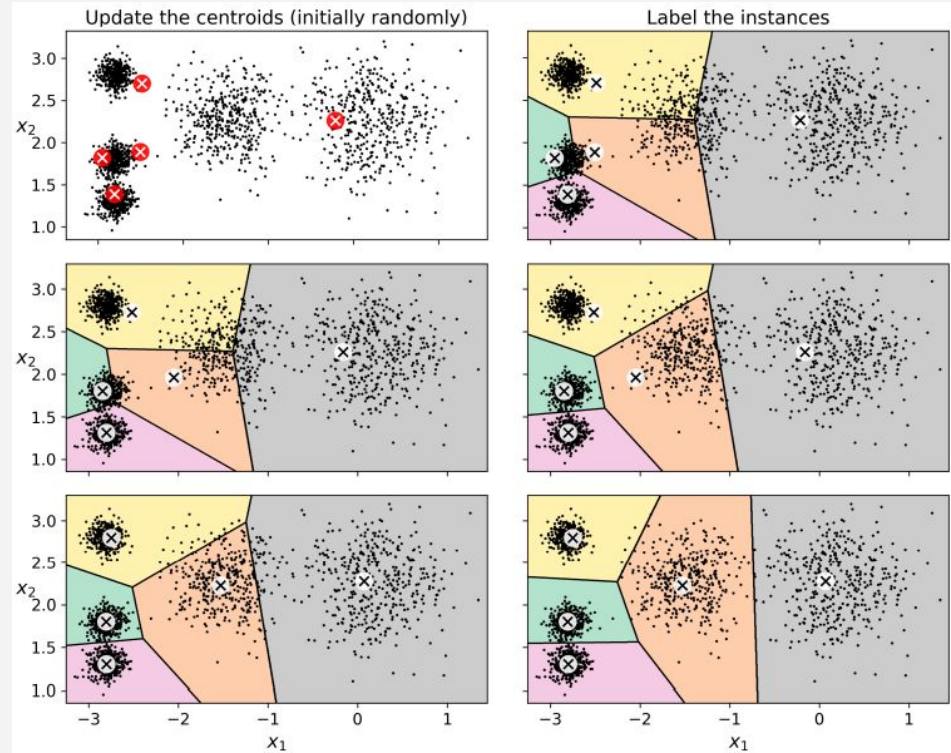 Update the centroids (initially randomly)
Label the instances
3.0
2.5
x₂
2.0
1.5
1.0
3.0
2.5
x₂
2.0
1.5
1.0
3.0
2.5
x₂
2.0
1.5
1.0
−3 −2 −1 0 1
x₁
−3 −2 −1 0 1
x₁